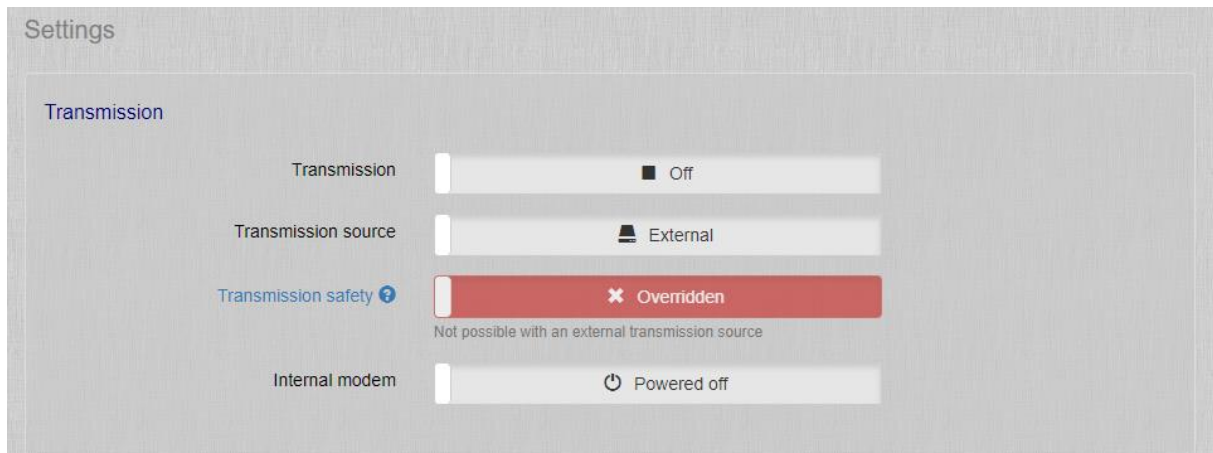 Settings
Transmission
Transmission Off
Transmission source External
Transmission safety Overridden
Not possible with an external transmission source
Internal modem Powered off